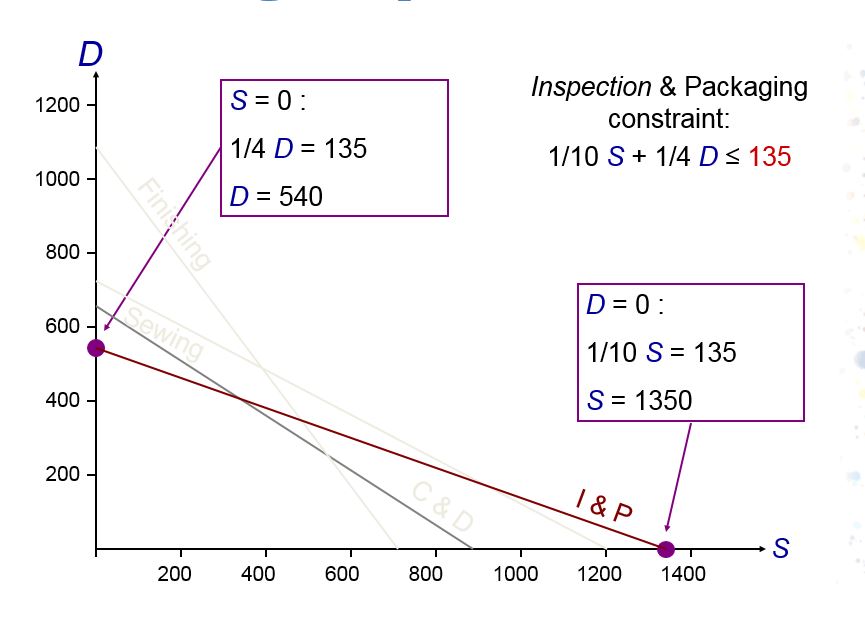 D
1200
1000
800
600
400
200
S = 0 :
1/4 D = 135
D = 540
Inspection & Packaging
constraint:
1/10 S + 1/4 D ≤ 135
Finishing
Sewing
C & D
I & P
D = 0 :
1/10 S = 135
S = 1350
S
200 400 600 800 1000 1200 1400